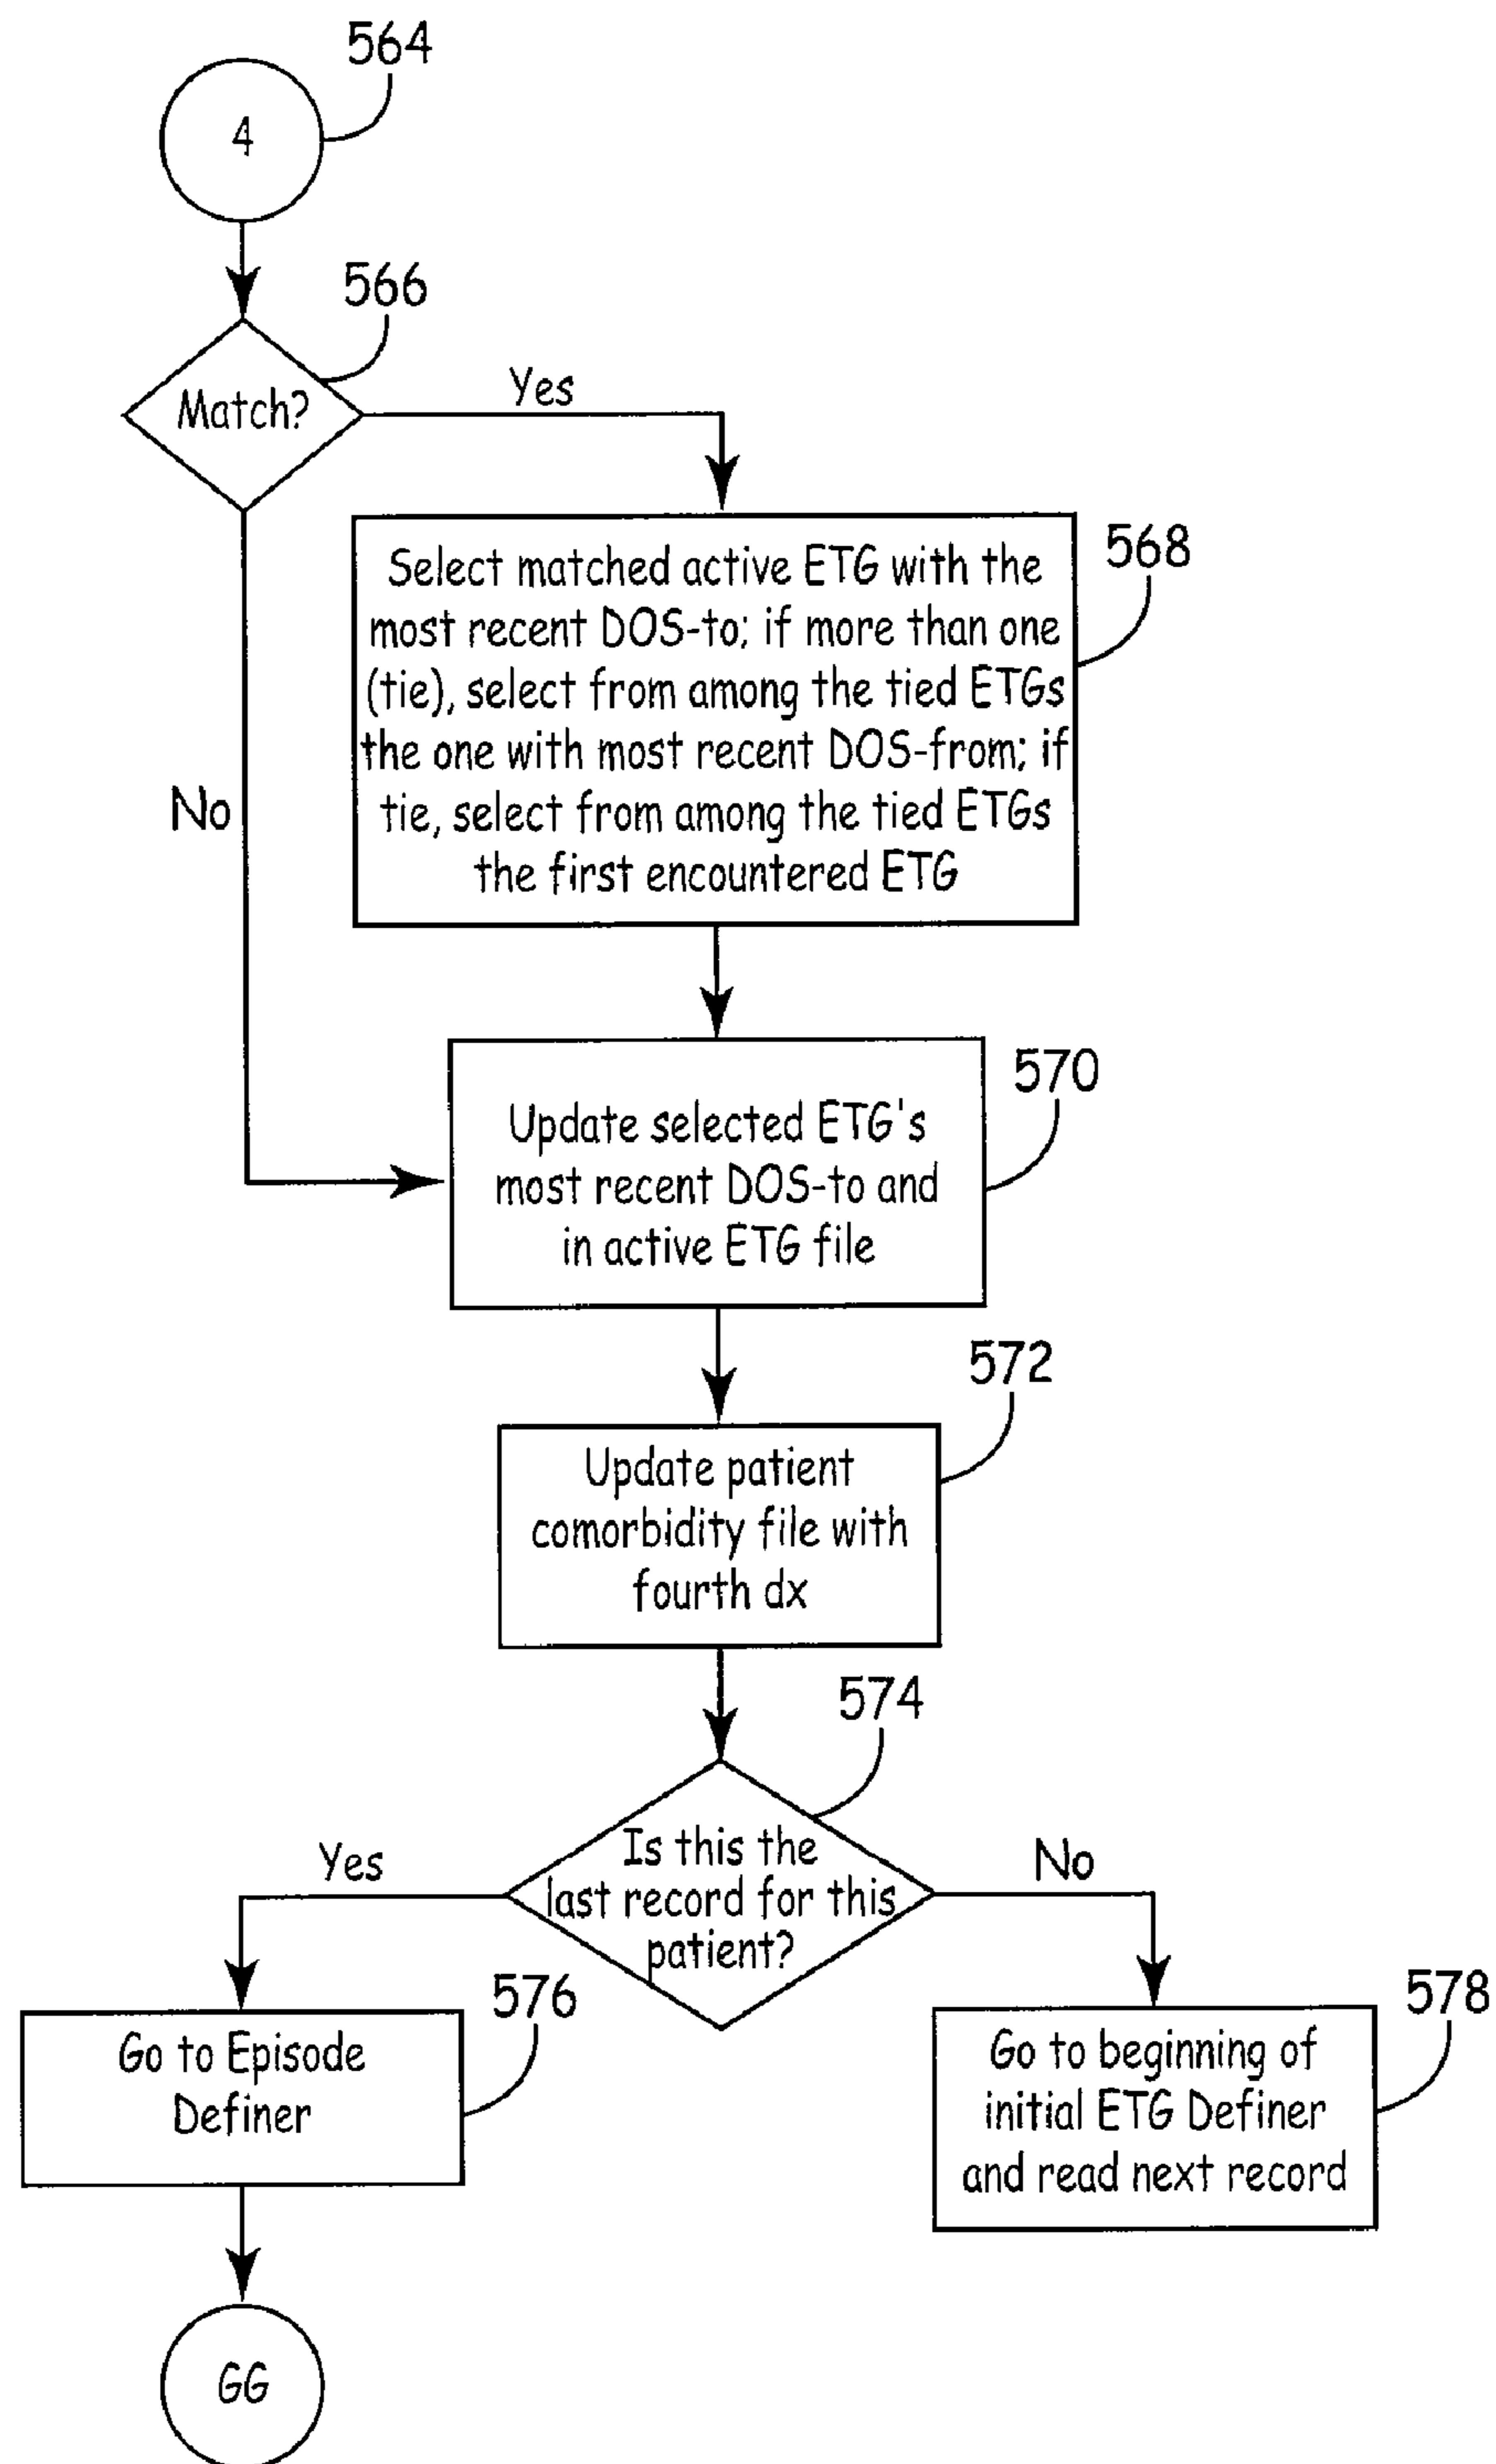 564
4
566
Match?
Yes
568
Select matched active ETG with the
most recent DOS-to; if more than one
(tie), select from among the tied ETGs
the one with most recent DOS-from; if
tie, select from among the tied ETGs
the first encountered ETG
No
570
Update selected ETG's
most recent DOS-to and
in active ETG file
572
Update patient
comorbidity file with
fourth dx
574
Is this the
last record for this
patient?
Yes
No
576
Go to Episode
Definer
578
Go to beginning of
initial ETG Definer
and read next record
GG